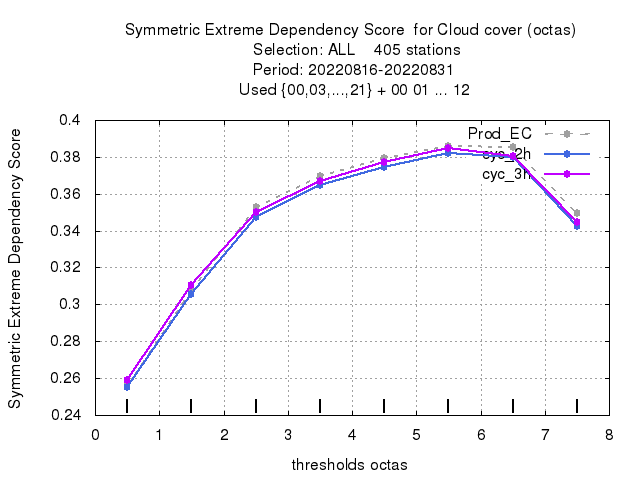 Symmetric Extreme Dependency Score for Cloud cover (octas)
Selection: ALL 405 stations
Period: 20220816-20220831
Used {00,03,...,21} + 00 01 ... 12
Symmetric Extreme Dependency Score
0.4
0.38
0.36
0.34
0.32
0.3
0.28
0.26
0.24
Prod_EC
cyc_2h
cyc_3h
0 1 2 3 4 5 6 7 8
thresholds octas